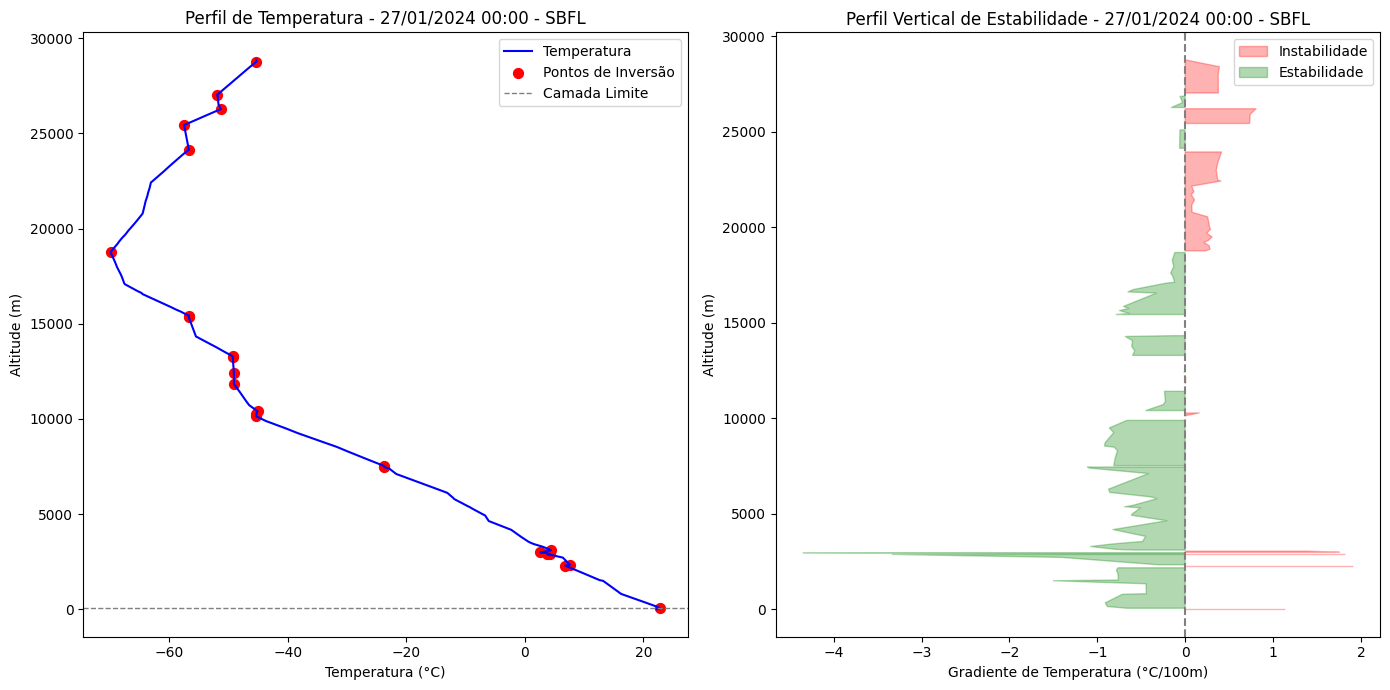 Perfil de Temperatura - 27/01/2024 00:00 - SBFL
30000
25000
20000
15000
10000
5000
0
Altitude (m)
−60
−40
−20
0
20
Temperatura (°C)
Temperatura
Pontos de Inversão
Camada Limite
Perfil Vertical de Estabilidade - 27/01/2024 00:00 - SBFL
30000
25000
20000
15000
10000
5000
0
Altitude (m)
−4
−3
−2
−1
0
1
2
Gradiente de Temperatura (°C/100m)
Instabilidade
Estabilidade